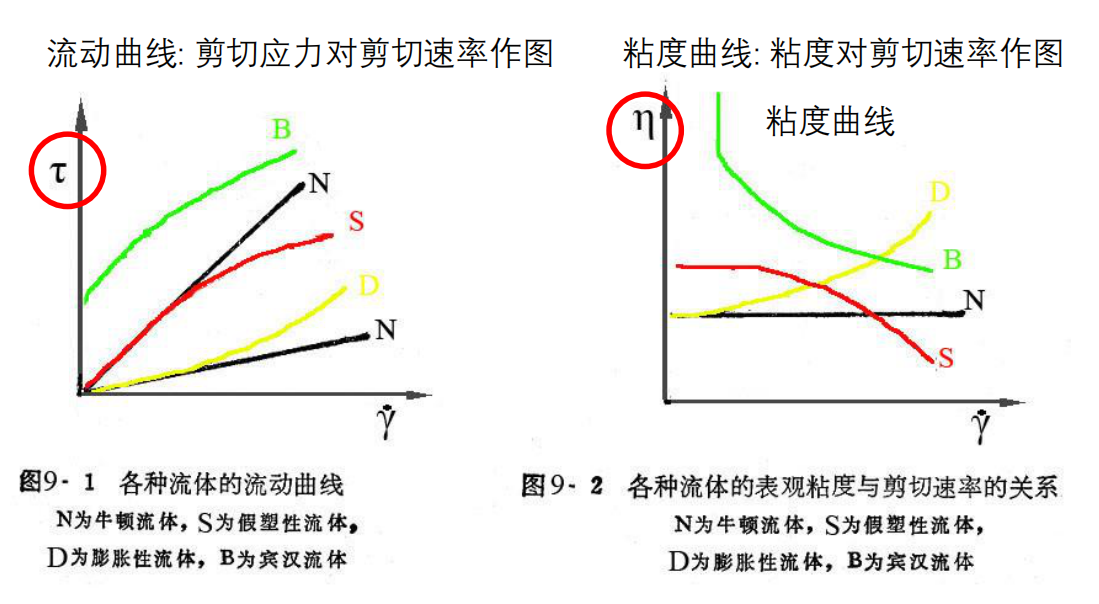 流动曲线: 剪切应力对剪切速率作图
τ
B
N
S
D
N
γ̇
图9-1 各种流体的流动曲线
N为牛顿流体，S为假塑性流体，
D为膨胀性流体，B为宾汉流体
粘度曲线: 粘度对剪切速率作图
η
粘度曲线
D
B
N
S
γ̇
图9-2 各种流体的表观粘度与剪切速率的关系
N为牛顿流体，S为假塑性流体，
D为膨胀性流体，B为宾汉流体